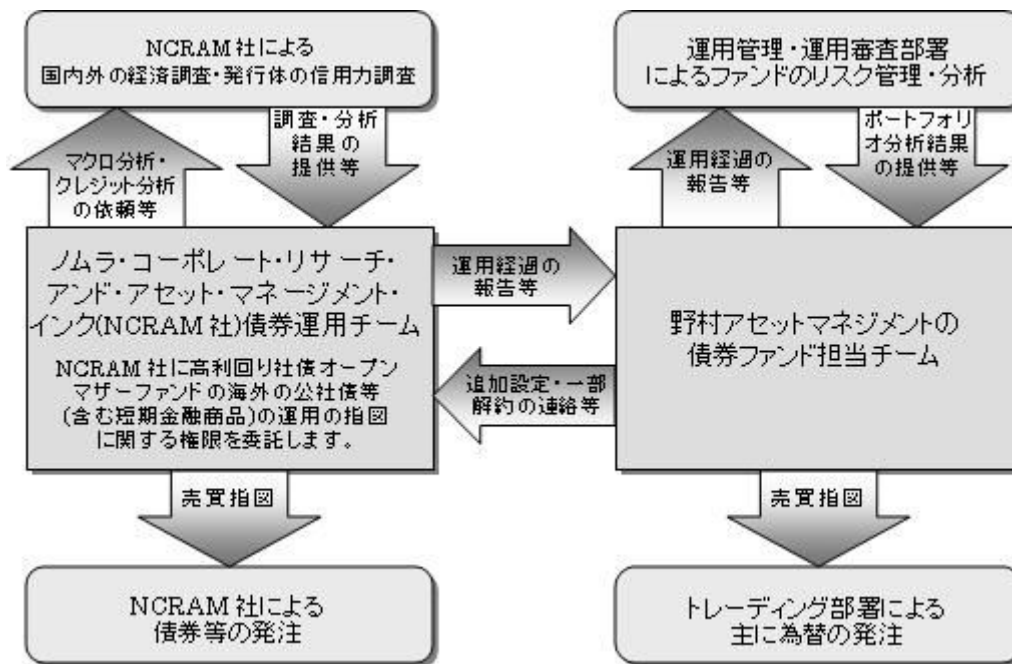 NCRAM社による
国内外の経済調査・発行体の信用力調査
運用管理・運用審査部署
によるファンドのリスク管理・分析
マクロ分析・
クレジット分析
の依頼等
調査・分析
結果の
提供等
運用経過の
報告等
ポートフォリ
オ分析結果
の提供等
ノムラ・コーポレート・リサーチ・
アンド・アセット・マネージメント・
インク(NCRAM社)債券運用チーム
NCRAM社に高利回り社債オープン
マザーファンドの海外の公社債等
(含む短期金融商品)の運用の指図
に関する権限を委託します。
運用経過の
報告等
追加設定・一部
解約の連絡等
野村アセットマネジメントの
債券ファンド担当チーム
売買指図
売買指図
NCRAM社による
債券等の発注
トレーディング部署による
主に為替の発注